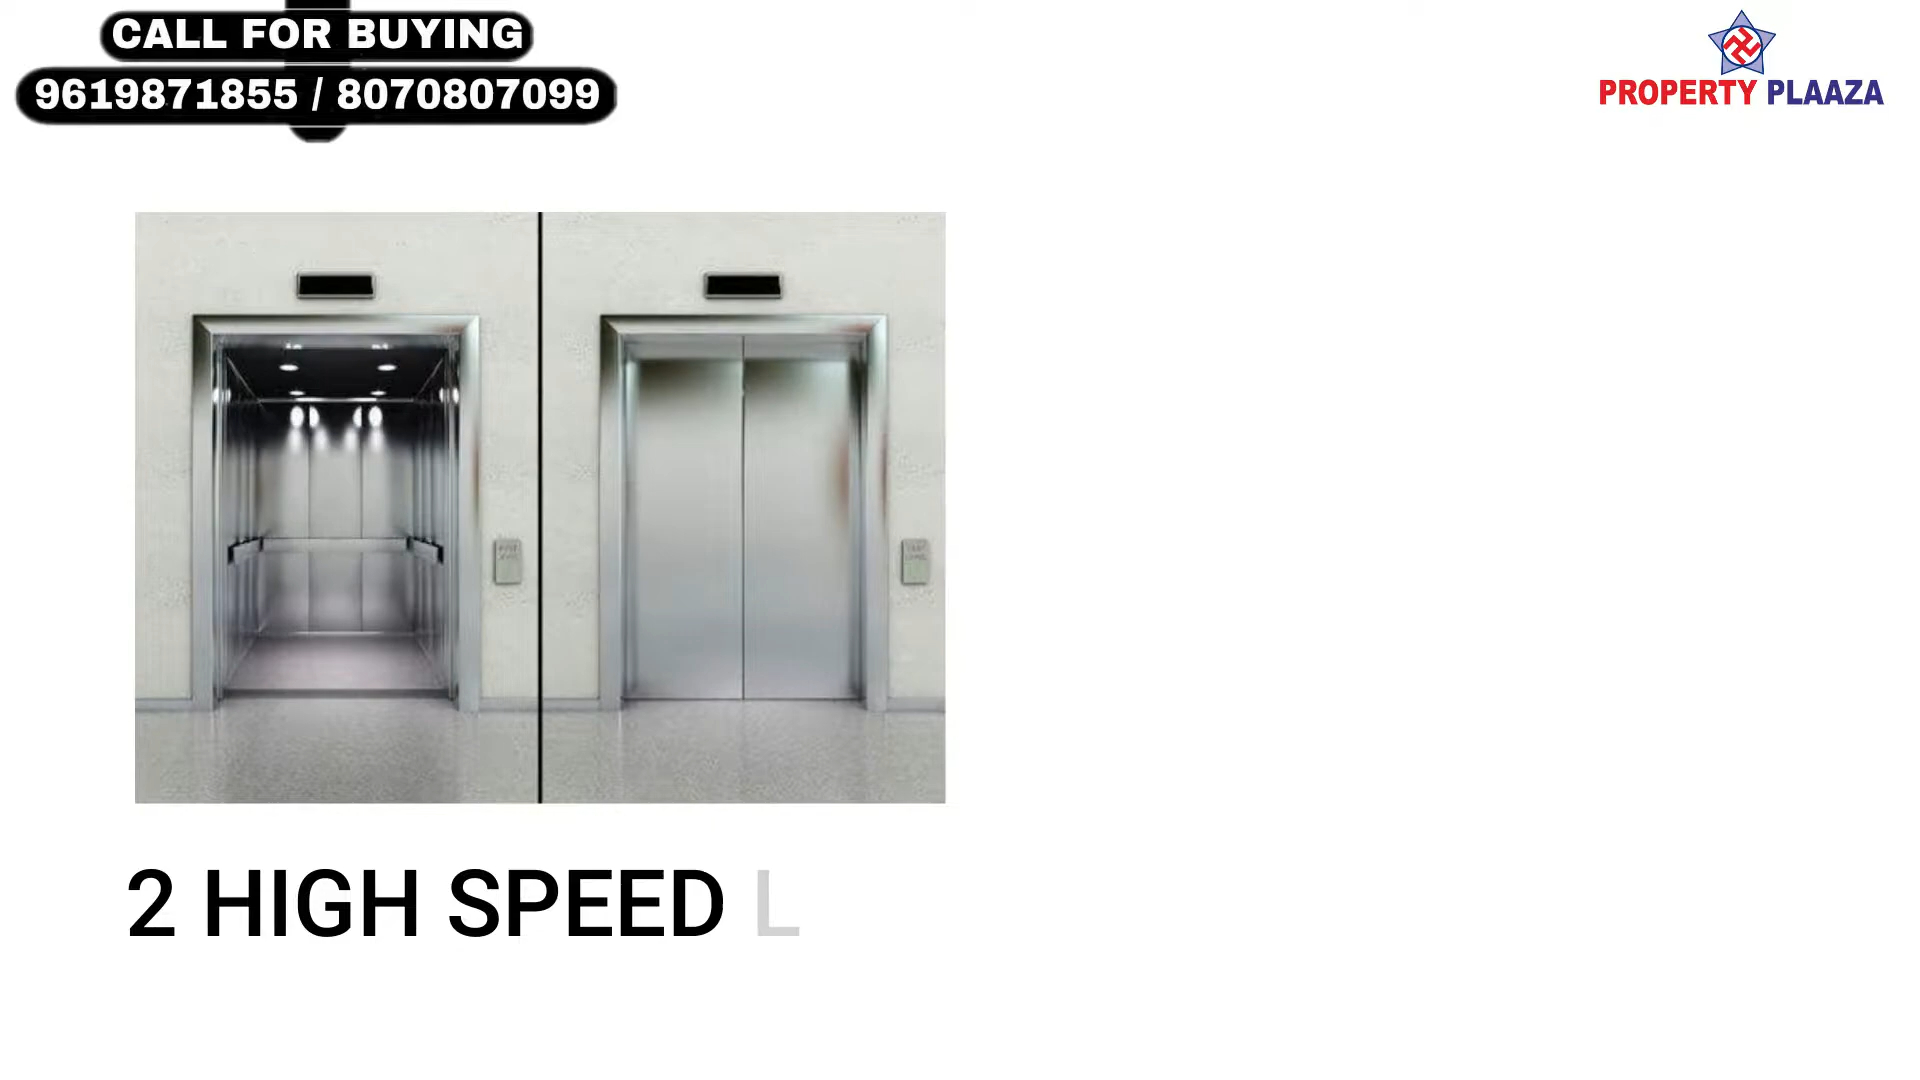 CALL FOR BUYING
9619871855 / 8070807099
PROPERTY PLAAZA
2 HIGH SPEED L